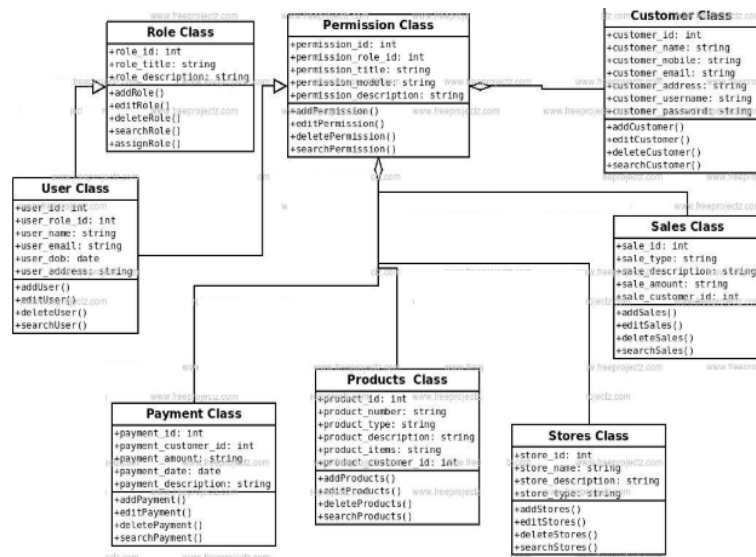 Role Class
+role_id: int
+role_title: string
+role_description: string
+addRole()
+editRole()
+deleteRole()
+searchRole()
+assignRole()
Permission Class
+permission_id: int
+permission_role_id: int
+permission_title: string
+permission_module: string
+permission_description: string
+addPermission()
+editPermission()
+deletePermission()
+searchPermission()
Customer Class
+customer_id: int
+customer_name: string
+customer_mobile: string
+customer_email: string
+customer_address: string
+customer_username: string
+customer_password: string
+addCustomer()
+editCustomer()
+deleteCustomer()
+searchCustomer()
User Class
+user_id: int
+user_role_id: int
+user_name: string
+user_email: string
+user_dob: date
+user_address: string
+addUser()
+editUser()
+deleteUser()
+searchUser()
Sales Class
+sale_id: int
+sale_type: string
+sale_description: string
+sale_amount: string
+sale_customer_id: int
+addSales()
+editSales()
+deleteSales()
+searchSales()
Payment Class
+payment_id: int
+payment_customer_id: int
+payment_amount: string
+payment_date: date
+payment_description: string
+addPayment()
+editPayment()
+deletePayment()
+searchPayment()
Products Class
+product_id: int
+product_number: string
+product_type: string
+product_description: string
+product_items: string
+product_customer_id: int
+addProducts()
+editProducts()
+deleteProducts()
+searchProducts()
Stores Class
+store_id: int
+store_name: string
+store_description: string
+store_type: string
+addStores()
+editStores()
+deleteStores()
+searchStores()
www.freeprojectz.com